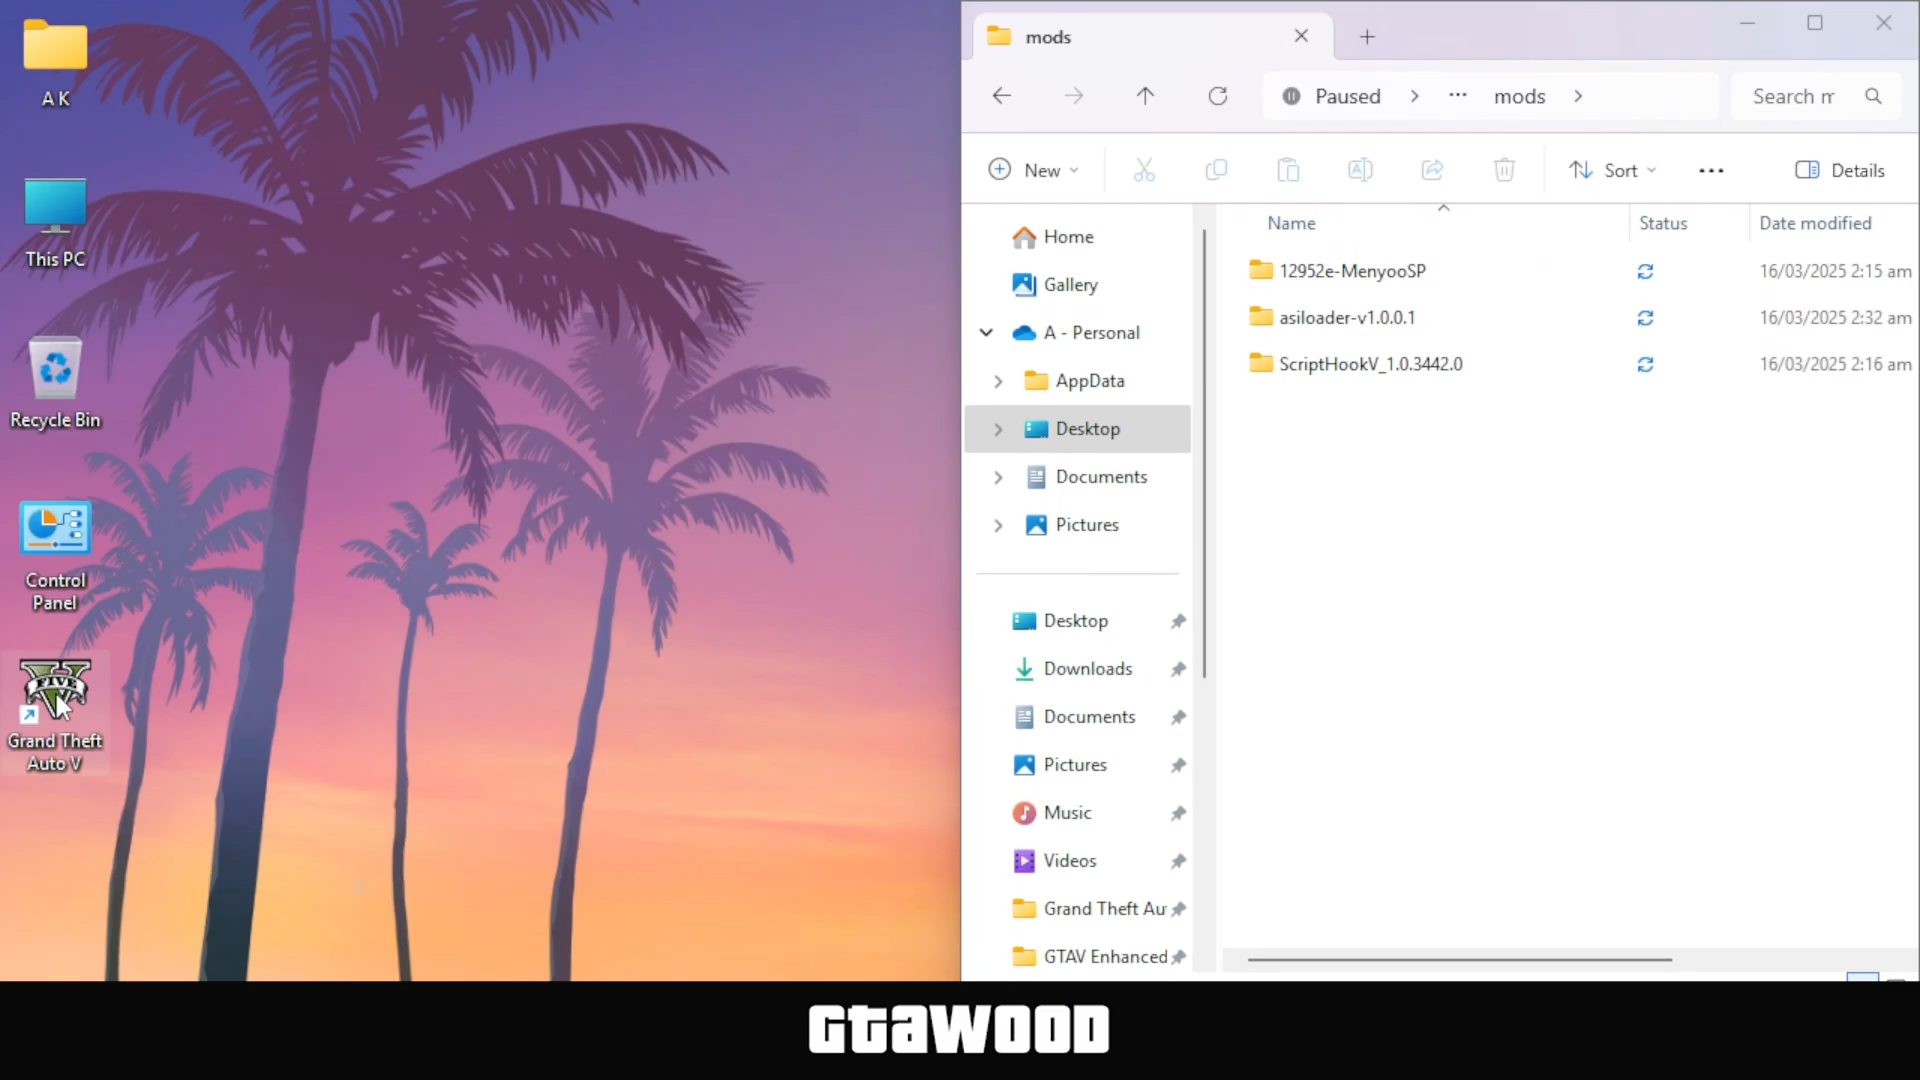 A K
This PC
Recycle Bin
Control
Panel
FIVE
Grand Theft
Auto V
mods
Paused
mods
Search m
New
Sort
Details
Name
Status
Date modified
Home
Gallery
A - Personal
AppData
Desktop
Documents
Pictures
Desktop
Downloads
Documents
Pictures
Music
Videos
Grand Theft Au
GTAV Enhanced
12952e-MenyooSP
16/03/2025 2:15 am
asiloader-v1.0.0.1
16/03/2025 2:32 am
ScriptHookV_1.0.3442.0
16/03/2025 2:16 am
GtaWOOD